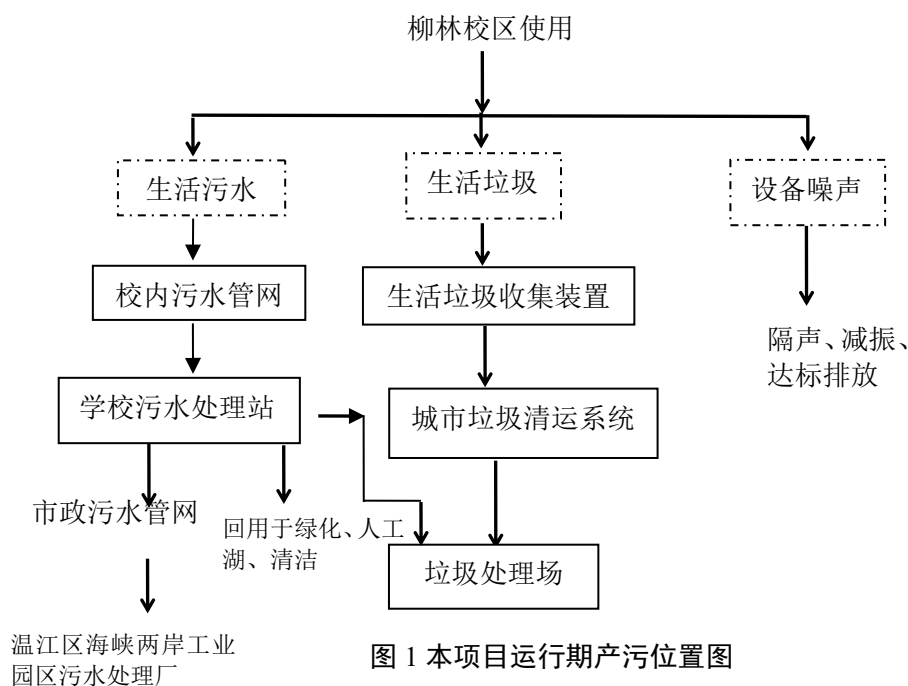 柳林校区使用
生活污水
生活垃圾
设备噪声
校内污水管网
生活垃圾收集装置
隔声、减振、
达标排放
学校污水处理站
城市垃圾清运系统
市政污水管网
回用于绿化、人工
湖、清洁
垃圾处理场
温江区海峡两岸工业
园区污水处理厂
图 1 本项目运行期产污位置图